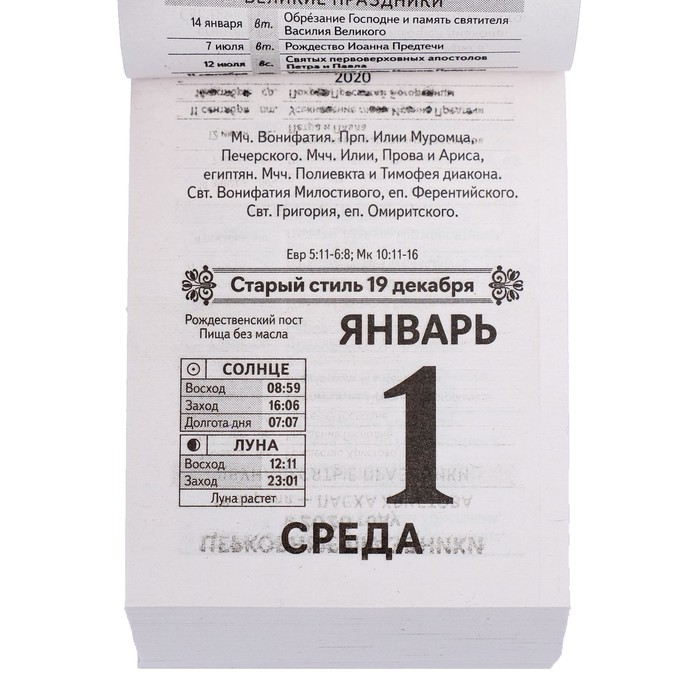 ВЕЛИКИЕ ПРАЗДНИКИ
14 января вт. Обрезание Господне и память святителя
Василия Великого
7 июля вт. Рождество Иоанна Предтечи
12 июля вс. Святых первоверховных апостолов
Петра и Павла
2020
Мч. Вонифатия. Прп. Илии Муромца,
Печерского. Мчч. Илии, Прова и Ариса,
египтян. Мчч. Полиевкта и Тимофея диакона.
Свт. Вонифатия Милостивого, еп. Ферентийского.
Свт. Григория, еп. Омиритского.
Евр 5:11-6:8; Мк 10:11-16
Старый стиль 19 декабря
Рождественский пост
Пища без масла
ЯНВАРЬ
СОЛНЦЕ
Восход 08:59
Заход 16:06
Долгота дня 07:07
ЛУНА
Восход 12:11
Заход 23:01
Луна растет
1
СРЕДА